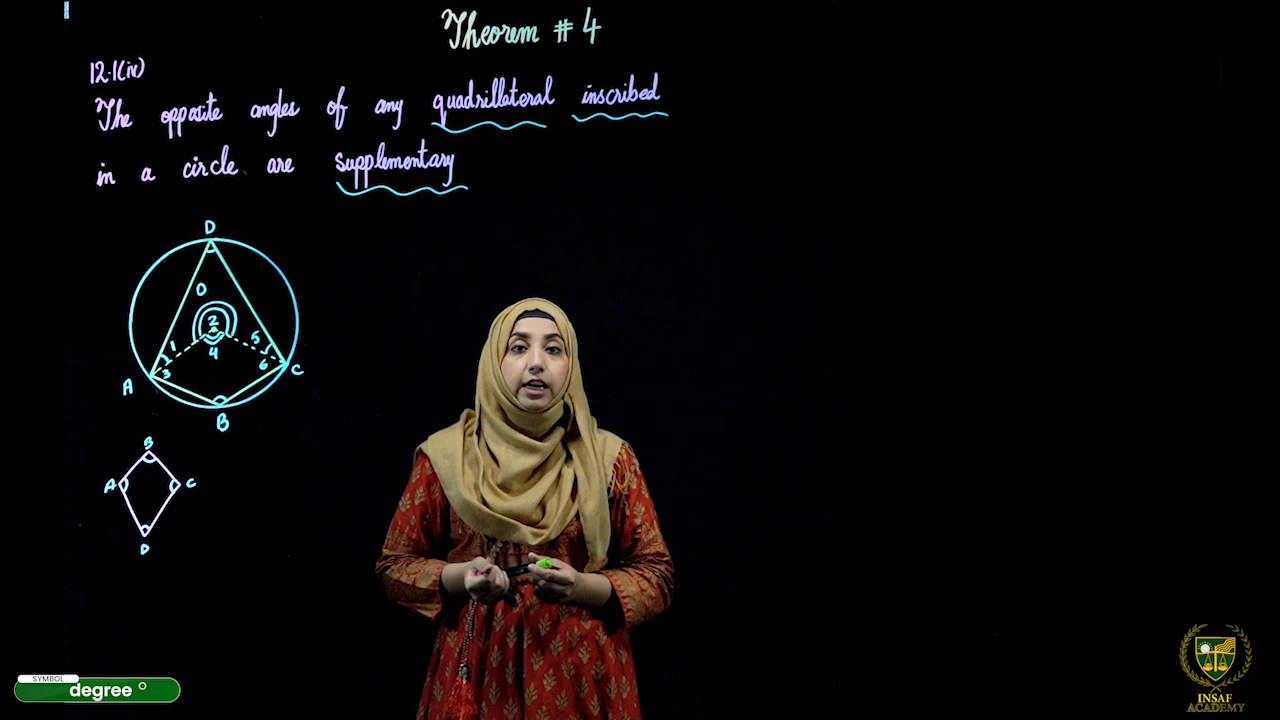 Theorem # 4
12.1(iv)
The opposite angles of any quadrillateral inscribed
in a circle are supplementary
D
O
2
1
5
4
3
6
A
C
B
B
A
C
D
SYMBOL
degree °
INSAF
ACADEMY